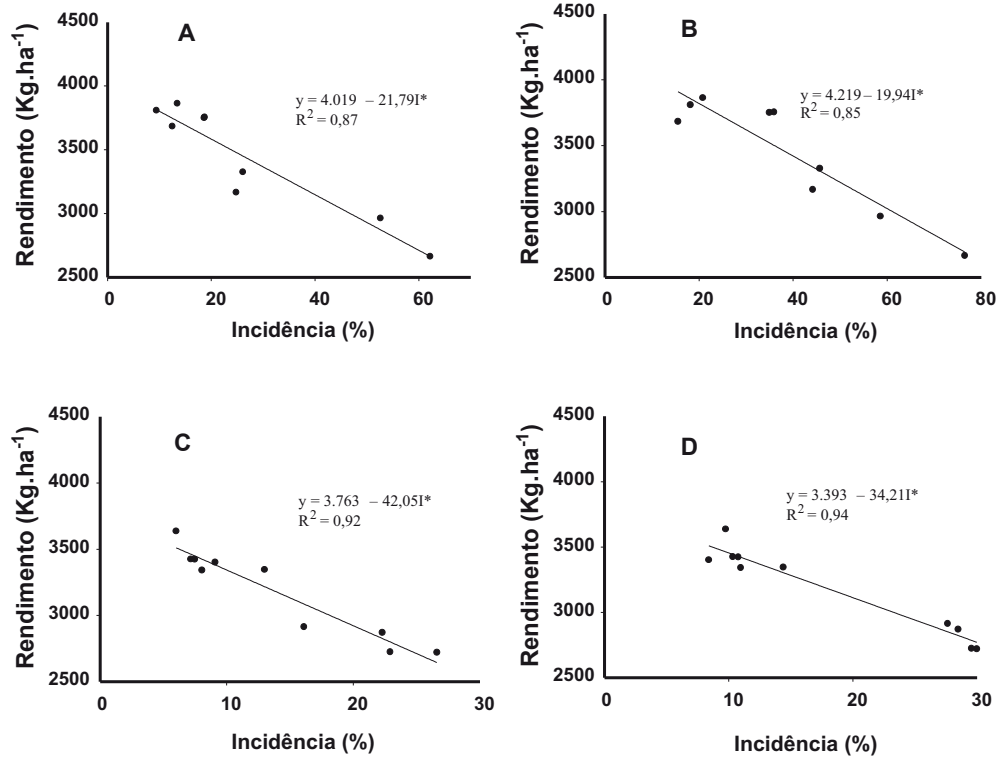 A
Rendimento (Kg.ha-1)
4500
4000
3500
3000
2500
y = 4.019 – 21,79I*
R2 = 0,87
0 20 40 60
Incidência (%)
B
Rendimento (Kg.ha-1)
4500
4000
3500
3000
2500
y = 4.219 – 19,94I*
R2 = 0,85
0 20 40 60 80
Incidência (%)
C
Rendimento (Kg.ha-1)
4500
4000
3500
3000
2500
y = 3.763 – 42,05I*
R2 = 0,92
0 10 20 30
Incidência (%)
D
Rendimento (Kg.ha-1)
4500
4000
3500
3000
2500
y = 3.393 – 34,21I*
R2 = 0,94
0 10 20 30
Incidência (%)